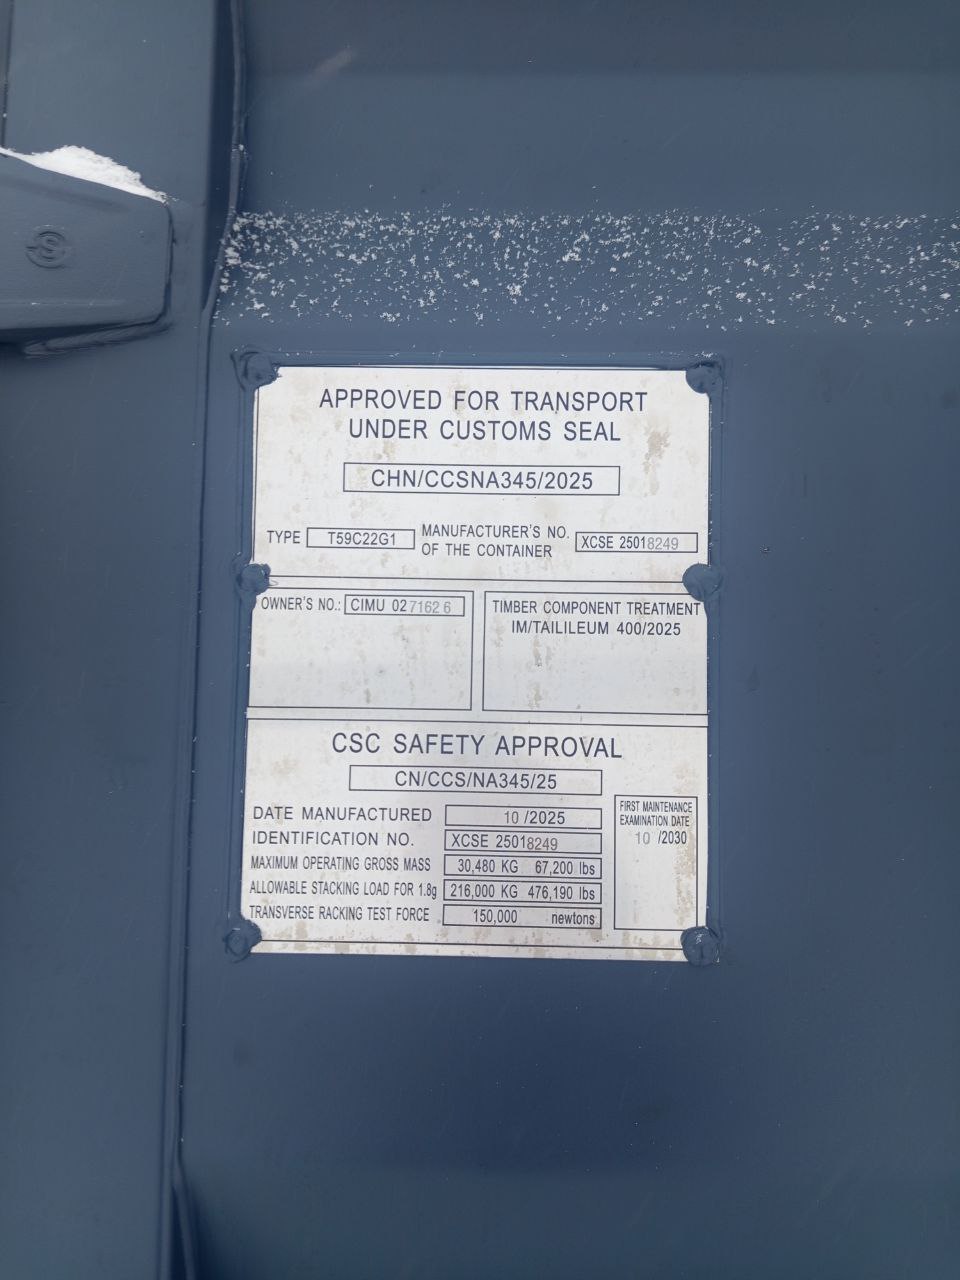 APPROVED FOR TRANSPORT
UNDER CUSTOMS SEAL
CHN/CCSNA345/2025
TYPE T59C22G1 MANUFACTURER'S NO. OF THE CONTAINER XCSE 25018249
OWNER'S NO.: CIMU 0271626
TIMBER COMPONENT TREATMENT
IM/TAILILEUM 400/2025
CSC SAFETY APPROVAL
CN/CCS/NA345/25
DATE MANUFACTURED 10/2025
IDENTIFICATION NO. XCSE 25018249
MAXIMUM OPERATING GROSS MASS 30,480 KG 67,200 lbs
ALLOWABLE STACKING LOAD FOR 1.8g 216,000 KG 476,190 lbs
TRANSVERSE RACKING TEST FORCE 150,000 newtons
FIRST MAINTENANCE
EXAMINATION DATE
10 /2030